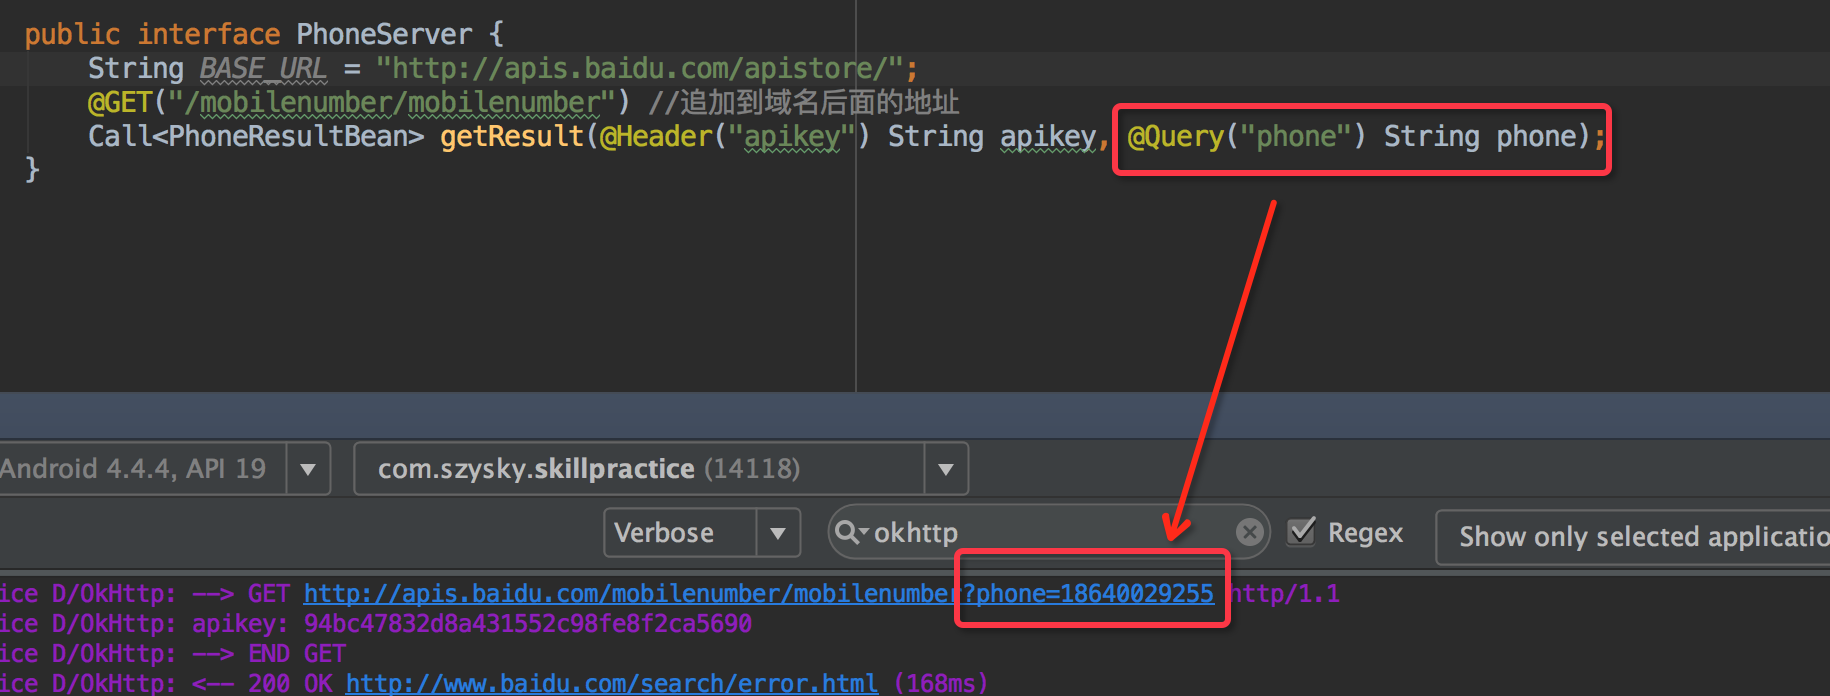 public interface PhoneServer {
String BASE_URL = "http://apis.baidu.com/apistore/";
@GET("/mobilenumber/mobilenumber") //追加到域名后面的地址
Call<PhoneResultBean> getResult(@Header("apikey") String apikey, @Query("phone") String phone);
}
Android 4.4.4, API 19 com.szysky.skillpractice (14118)
Verbose okhttp Regex Show only selected applicatio
ice D/OkHttp: --> GET http://apis.baidu.com/mobilenumber/mobilenumber?phone=18640029255 http/1.1
ice D/OkHttp: apikey: 94bc47832d8a431552c98fe8f2ca5690
ice D/OkHttp: --> END GET
ice D/OkHttp: <-- 200 OK http://www.baidu.com/search/error.html (168ms)